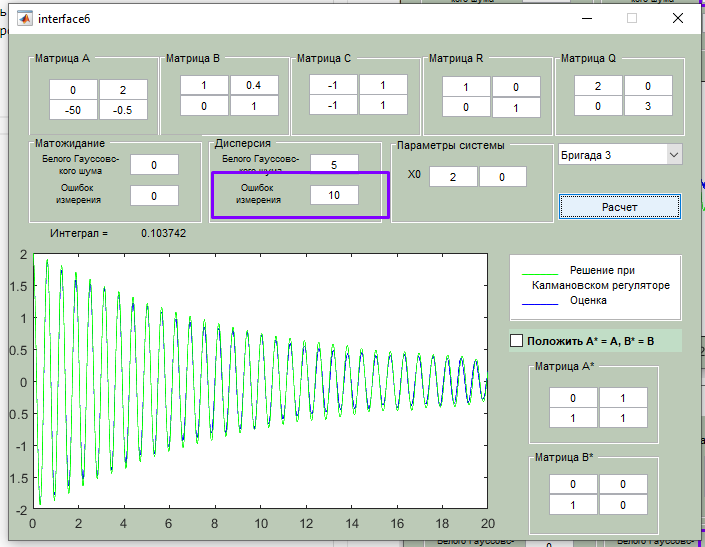 interface6
Матрица A
Матрица B
Матрица C
Матрица R
Матрица Q
0 2
-50 -0.5
1 0.4
0 1
-1 1
-1 1
1 0
0 1
2 0
0 3
Матожидание
Белого Гауссовс-
кого шума
0
Ошибок
измерения
0
Дисперсия
Белого Гауссовс-
кого шума
5
Ошибок
измерения
10
Параметры системы
X0 2 0
Бригада 3
Расчет
Интеграл = 0.103742
2
1.5
1
0.5
0
-0.5
-1
-1.5
-2
0 2 4 6 8 10 12 14 16 18 20
Решение при
Калмановском регуляторе
Оценка
Положить A* = A, B* = B
Матрица A*
0 1
1 1
Матрица B*
0 0
1 0